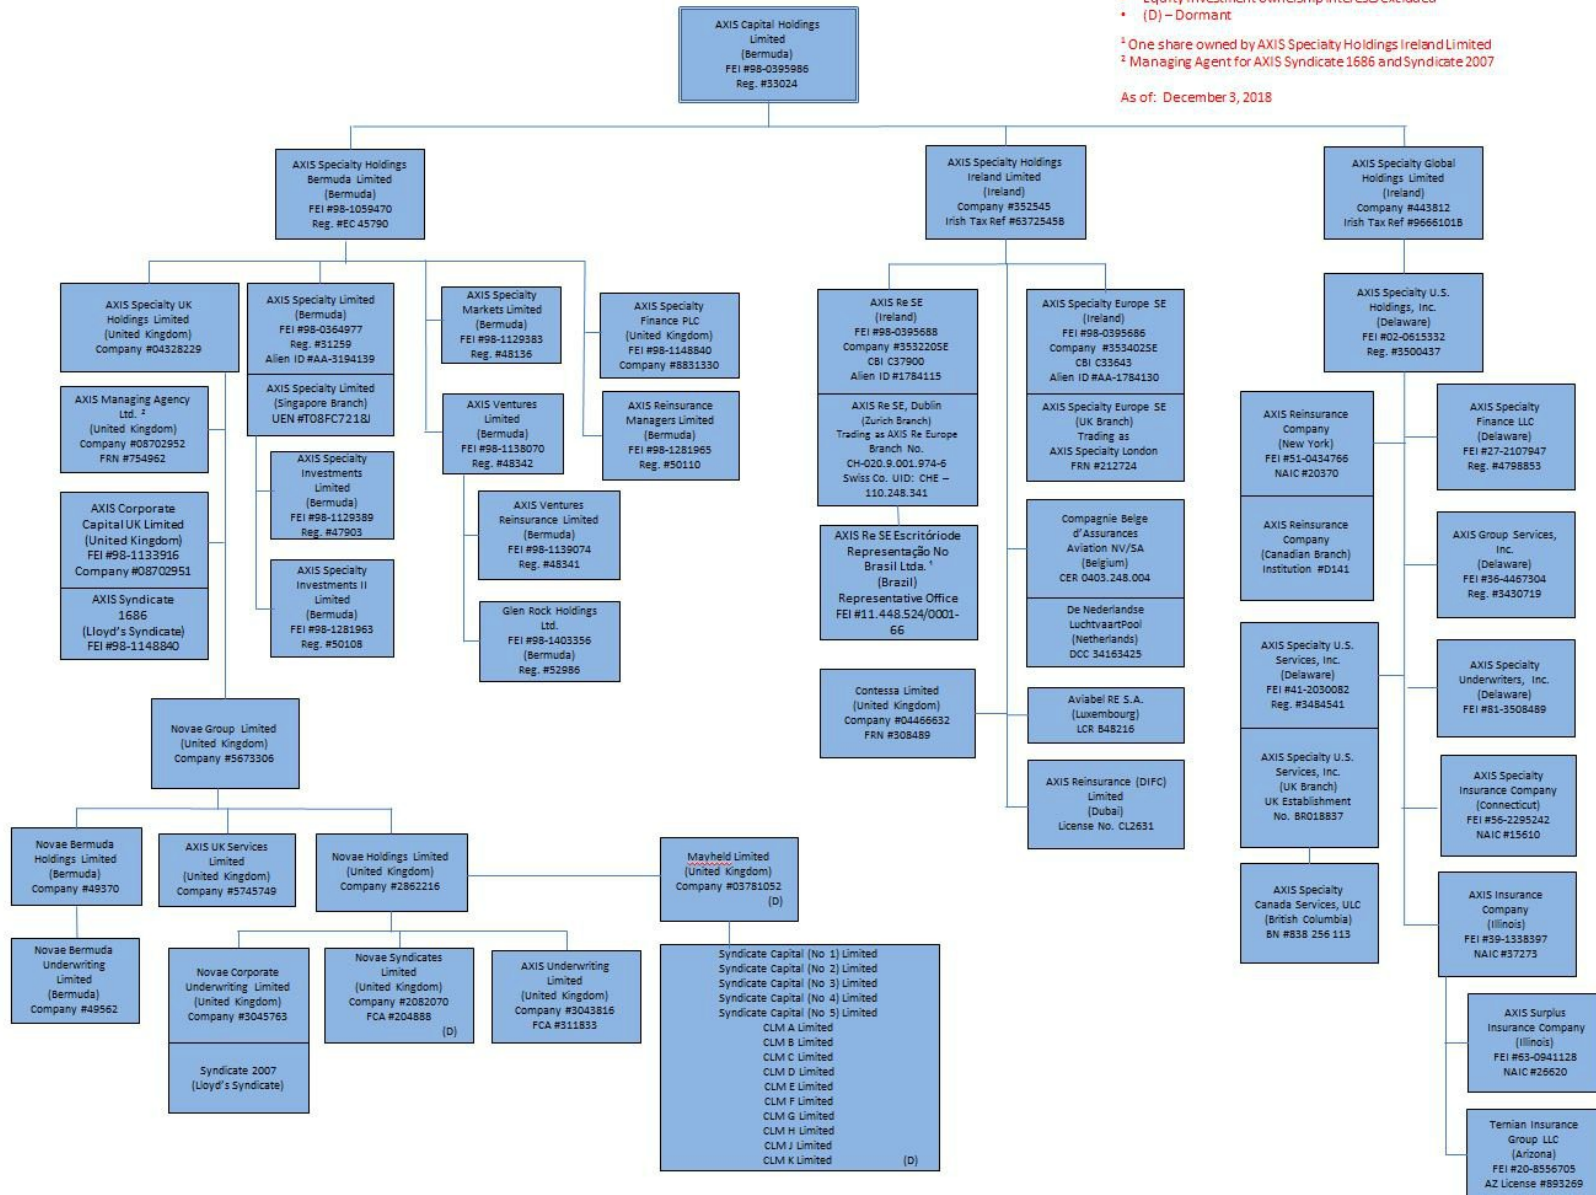 Equity investment ownership interests excluded
• (D) – Dormant
¹ One share owned by AXIS Specialty Holdings Ireland Limited
² Managing Agent for AXIS Syndicate 1686 and Syndicate 2007
As of: December 3, 2018
AXIS Capital Holdings
Limited
(Bermuda)
FEI #98-0395986
Reg. #33024
AXIS Specialty Holdings
Bermuda Limited
(Bermuda)
FEI #98-1059470
Reg. #EC 45790
AXIS Specialty Holdings
Ireland Limited
(Ireland)
Company #352545
Irish Tax Ref #6372545B
AXIS Specialty Global
Holdings Limited
(Ireland)
Company #443812
Irish Tax Ref #9666101B
AXIS Specialty UK
Holdings Limited
(United Kingdom)
Company #04328229
AXIS Specialty Limited
(Bermuda)
FEI #98-0364977
Reg. #31259
Alien ID #AA-3194139
AXIS Specialty Limited
(Singapore Branch)
UEN #T08FC7218J
AXIS Specialty
Markets Limited
(Bermuda)
FEI #98-1129383
Reg. #48136
AXIS Specialty
Finance PLC
(United Kingdom)
FEI #98-1148840
Company #8831330
AXIS Managing Agency
Ltd. ²
(United Kingdom)
Company #08702952
FRN #754962
AXIS Ventures
Limited
(Bermuda)
FEI #98-1138070
Reg. #48342
AXIS Reinsurance
Managers Limited
(Bermuda)
FEI #98-1281965
Reg. #50110
AXIS Specialty
Investments
Limited
(Bermuda)
FEI #98-1129389
Reg. #47903
AXIS Corporate
Capital UK Limited
(United Kingdom)
FEI #98-1133916
Company #08702951
AXIS Syndicate
1686
(Lloyd's Syndicate)
FEI #98-1148840
AXIS Ventures
Reinsurance Limited
(Bermuda)
FEI #98-1139074
Reg. #48341
AXIS Specialty
Investments II
Limited
(Bermuda)
FEI #98-1281963
Reg. #50108
Glen Rock Holdings
Ltd.
FEI #98-1403356
(Bermuda)
Reg. #52986
Novae Group Limited
(United Kingdom)
Company #5673306
Novae Bermuda
Holdings Limited
(Bermuda)
Company #49370
AXIS UK Services
Limited
(United Kingdom)
Company #5745749
Novae Holdings Limited
(United Kingdom)
Company #2862216
Mavheld Limited
(United Kingdom)
Company #03781052
(D)
Novae Bermuda
Underwriting
Limited
(Bermuda)
Company #49562
Novae Corporate
Underwriting Limited
(United Kingdom)
Company #3045763
Syndicate 2007
(Lloyd's Syndicate)
Novae Syndicates
Limited
(United Kingdom)
Company #2082070
FCA #204888
(D)
AXIS Underwriting
Limited
(United Kingdom)
Company #3043816
FCA #311833
Syndicate Capital (No 1) Limited
Syndicate Capital (No 2) Limited
Syndicate Capital (No 3) Limited
Syndicate Capital (No 4) Limited
Syndicate Capital (No 5) Limited
CLM A Limited
CLM B Limited
CLM C Limited
CLM D Limited
CLM E Limited
CLM F Limited
CLM G Limited
CLM H Limited
CLM J Limited
CLM K Limited (D)
AXIS Re SE
(Ireland)
FEI #98-0395688
Company #353220SE
CBI C37900
Alien ID #1784115
AXIS Re SE, Dublin
(Zurich Branch)
Trading as AXIS Re Europe
Branch No.
CH-020.9.001.974-6
Swiss Co. UID: CHE –
110.248.341
AXIS Re SE Escritóriode
Representação No
Brasil Ltda. ¹
(Brazil)
Representative Office
FEI #11.448.524/0001-
66
AXIS Specialty Europe SE
(Ireland)
FEI #98-0395686
Company #353402SE
CBI C33643
Alien ID #AA-1784130
AXIS Specialty Europe SE
(UK Branch)
Trading as
AXIS Specialty London
FRN #212724
Compagnie Belge
d'Assurances
Aviation NV/SA
(Belgium)
CER 0403.248.004
De Nederlandse
LuchtvaartPool
(Netherlands)
DCC 34163425
Contessa Limited
(United Kingdom)
Company #04466632
FRN #308489
Aviabel RE S.A.
(Luxembourg)
LCR B48216
AXIS Reinsurance (DIFC)
Limited
(Dubai)
License No. CL2631
AXIS Specialty U.S.
Holdings, Inc.
(Delaware)
FEI #02-0615332
Reg. #3500437
AXIS Reinsurance
Company
(New York)
FEI #51-0434766
NAIC #20370
AXIS Reinsurance
Company
(Canadian Branch)
Institution #D141
AXIS Specialty
Finance LLC
(Delaware)
FEI #27-2107947
Reg. #4798853
AXIS Group Services,
Inc.
(Delaware)
FEI #36-4467304
Reg. #3430719
AXIS Specialty U.S.
Services, Inc.
(Delaware)
FEI #41-2030082
Reg. #3484541
AXIS Specialty U.S.
Services, Inc.
(UK Branch)
UK Establishment
No. BR018837
AXIS Specialty
Underwriters, Inc.
(Delaware)
FEI #81-3508489
AXIS Specialty
Insurance Company
(Connecticut)
FEI #56-2295242
NAIC #15610
AXIS Specialty
Canada Services, ULC
(British Columbia)
BN #838 256 113
AXIS Insurance
Company
(Illinois)
FEI #39-1338397
NAIC #37273
AXIS Surplus
Insurance Company
(Illinois)
FEI #63-0941128
NAIC #26620
Ternian Insurance
Group LLC
(Arizona)
FEI #20-8556705
AZ License #893269